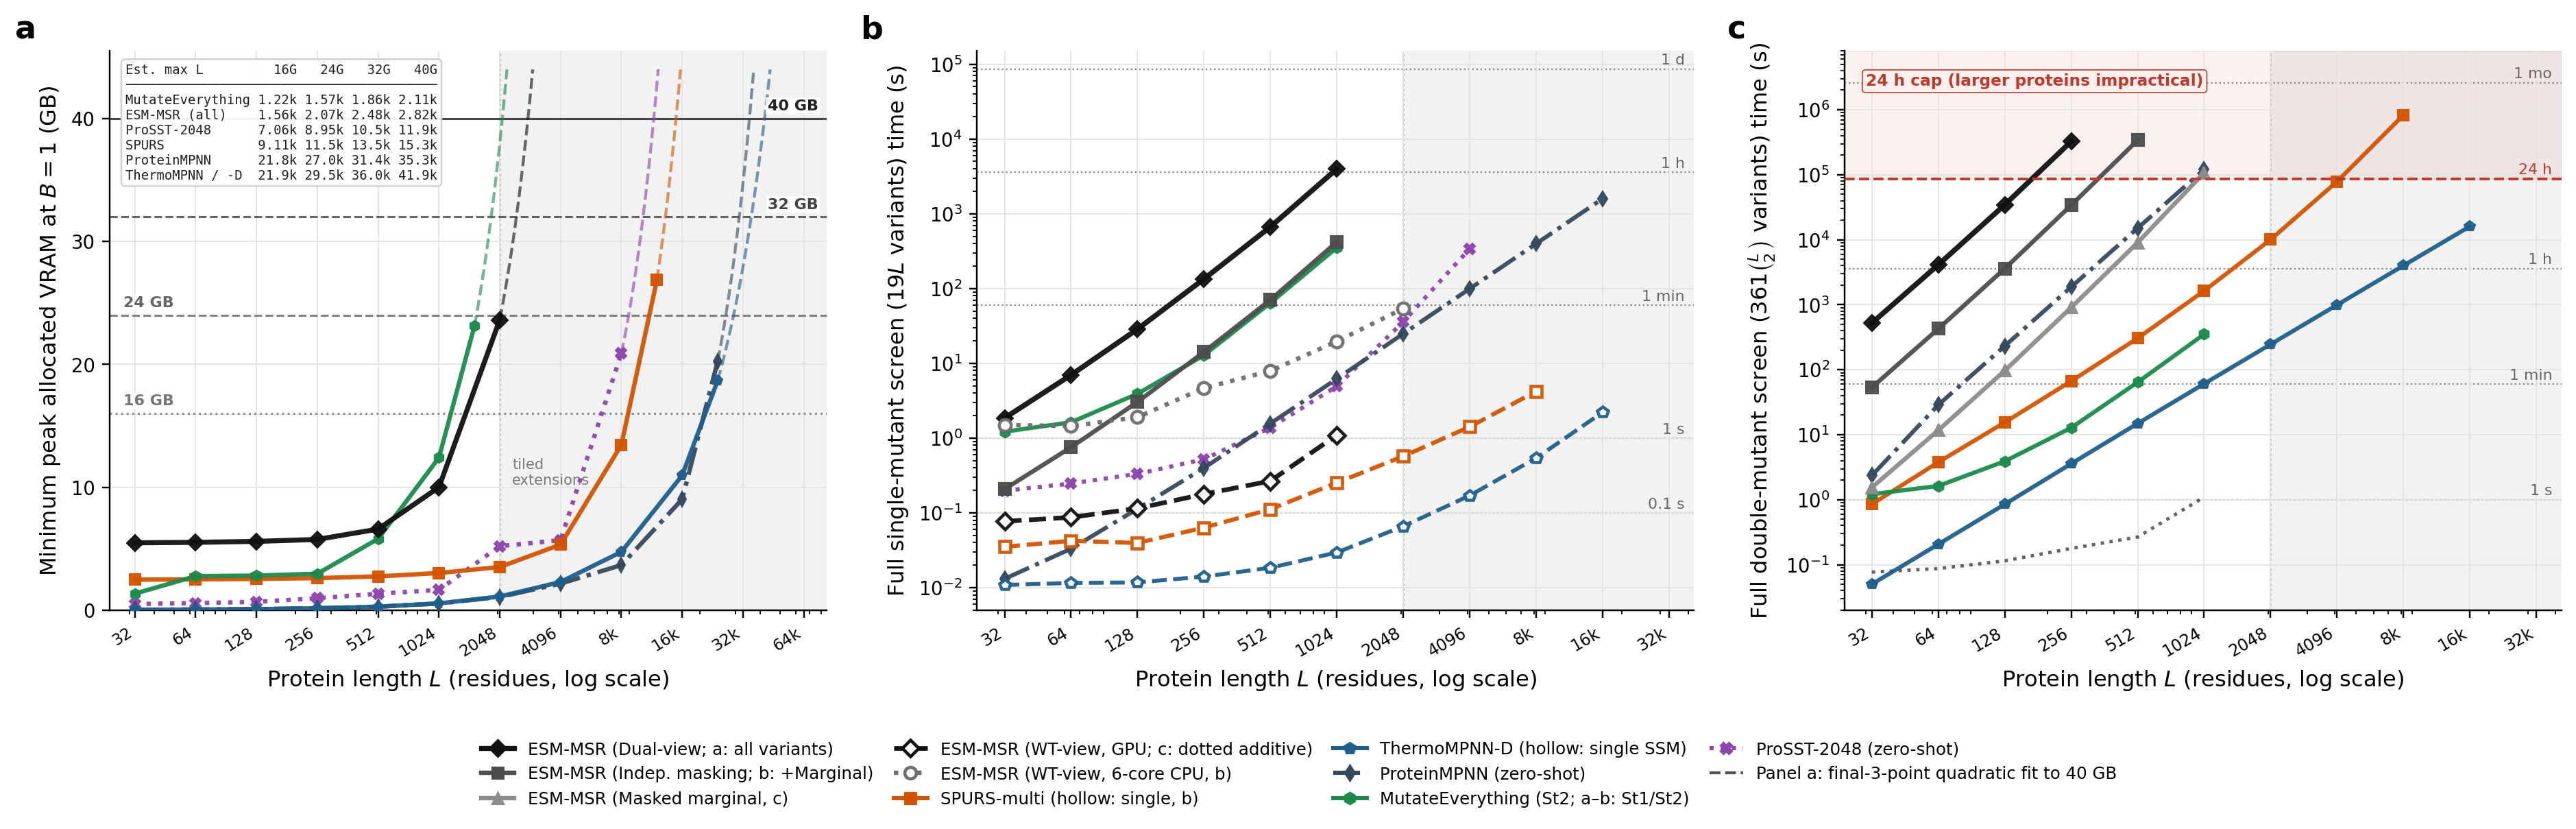 a
Minimum peak allocated VRAM at B = 1 (GB)
40
30
20
10
0
Est. max L 16G 24G 32G 40G
MutateEverything 1.22k 1.57k 1.86k 2.11k
ESM-MSR (all) 1.56k 2.07k 2.48k 2.82k
ProSST-2048 7.06k 8.95k 10.5k 11.9k
SPURS 9.11k 11.5k 13.5k 15.3k
ProteinMPNN 21.8k 27.0k 31.4k 35.3k
ThermoMPNN / -D 21.9k 29.5k 36.0k 41.9k
40 GB
32 GB
24 GB
16 GB
tiled
extensions
32 64 128 256 512 1024 2048 4096 8k 16k 32k 64k
Protein length L (residues, log scale)
b
Full single-mutant screen (19L variants) time (s)
10⁵
10⁴
10³
10²
10¹
10⁰
10⁻¹
10⁻²
1 d
1 h
1 min
1 s
0.1 s
32 64 128 256 512 1024 2048 4096 8k 16k 32k
Protein length L (residues, log scale)
c
Full double-mutant screen (361(L 2) variants) time (s)
10⁶
10⁵
10⁴
10³
10²
10¹
10⁰
10⁻¹
24 h cap (larger proteins impractical)
1 mo
24 h
1 h
1 min
1 s
32 64 128 256 512 1024 2048 4096 8k 16k 32k
Protein length L (residues, log scale)
ESM-MSR (Dual-view; a: all variants)
ESM-MSR (Indep. masking; b: +Marginal)
ESM-MSR (Masked marginal, c)
ESM-MSR (WT-view, GPU; c: dotted additive)
ESM-MSR (WT-view, 6-core CPU, b)
SPURS-multi (hollow: single, b)
ThermoMPNN-D (hollow: single SSM)
ProteinMPNN (zero-shot)
MutateEverything (St2; a–b: St1/St2)
ProSST-2048 (zero-shot)
Panel a: final-3-point quadratic fit to 40 GB